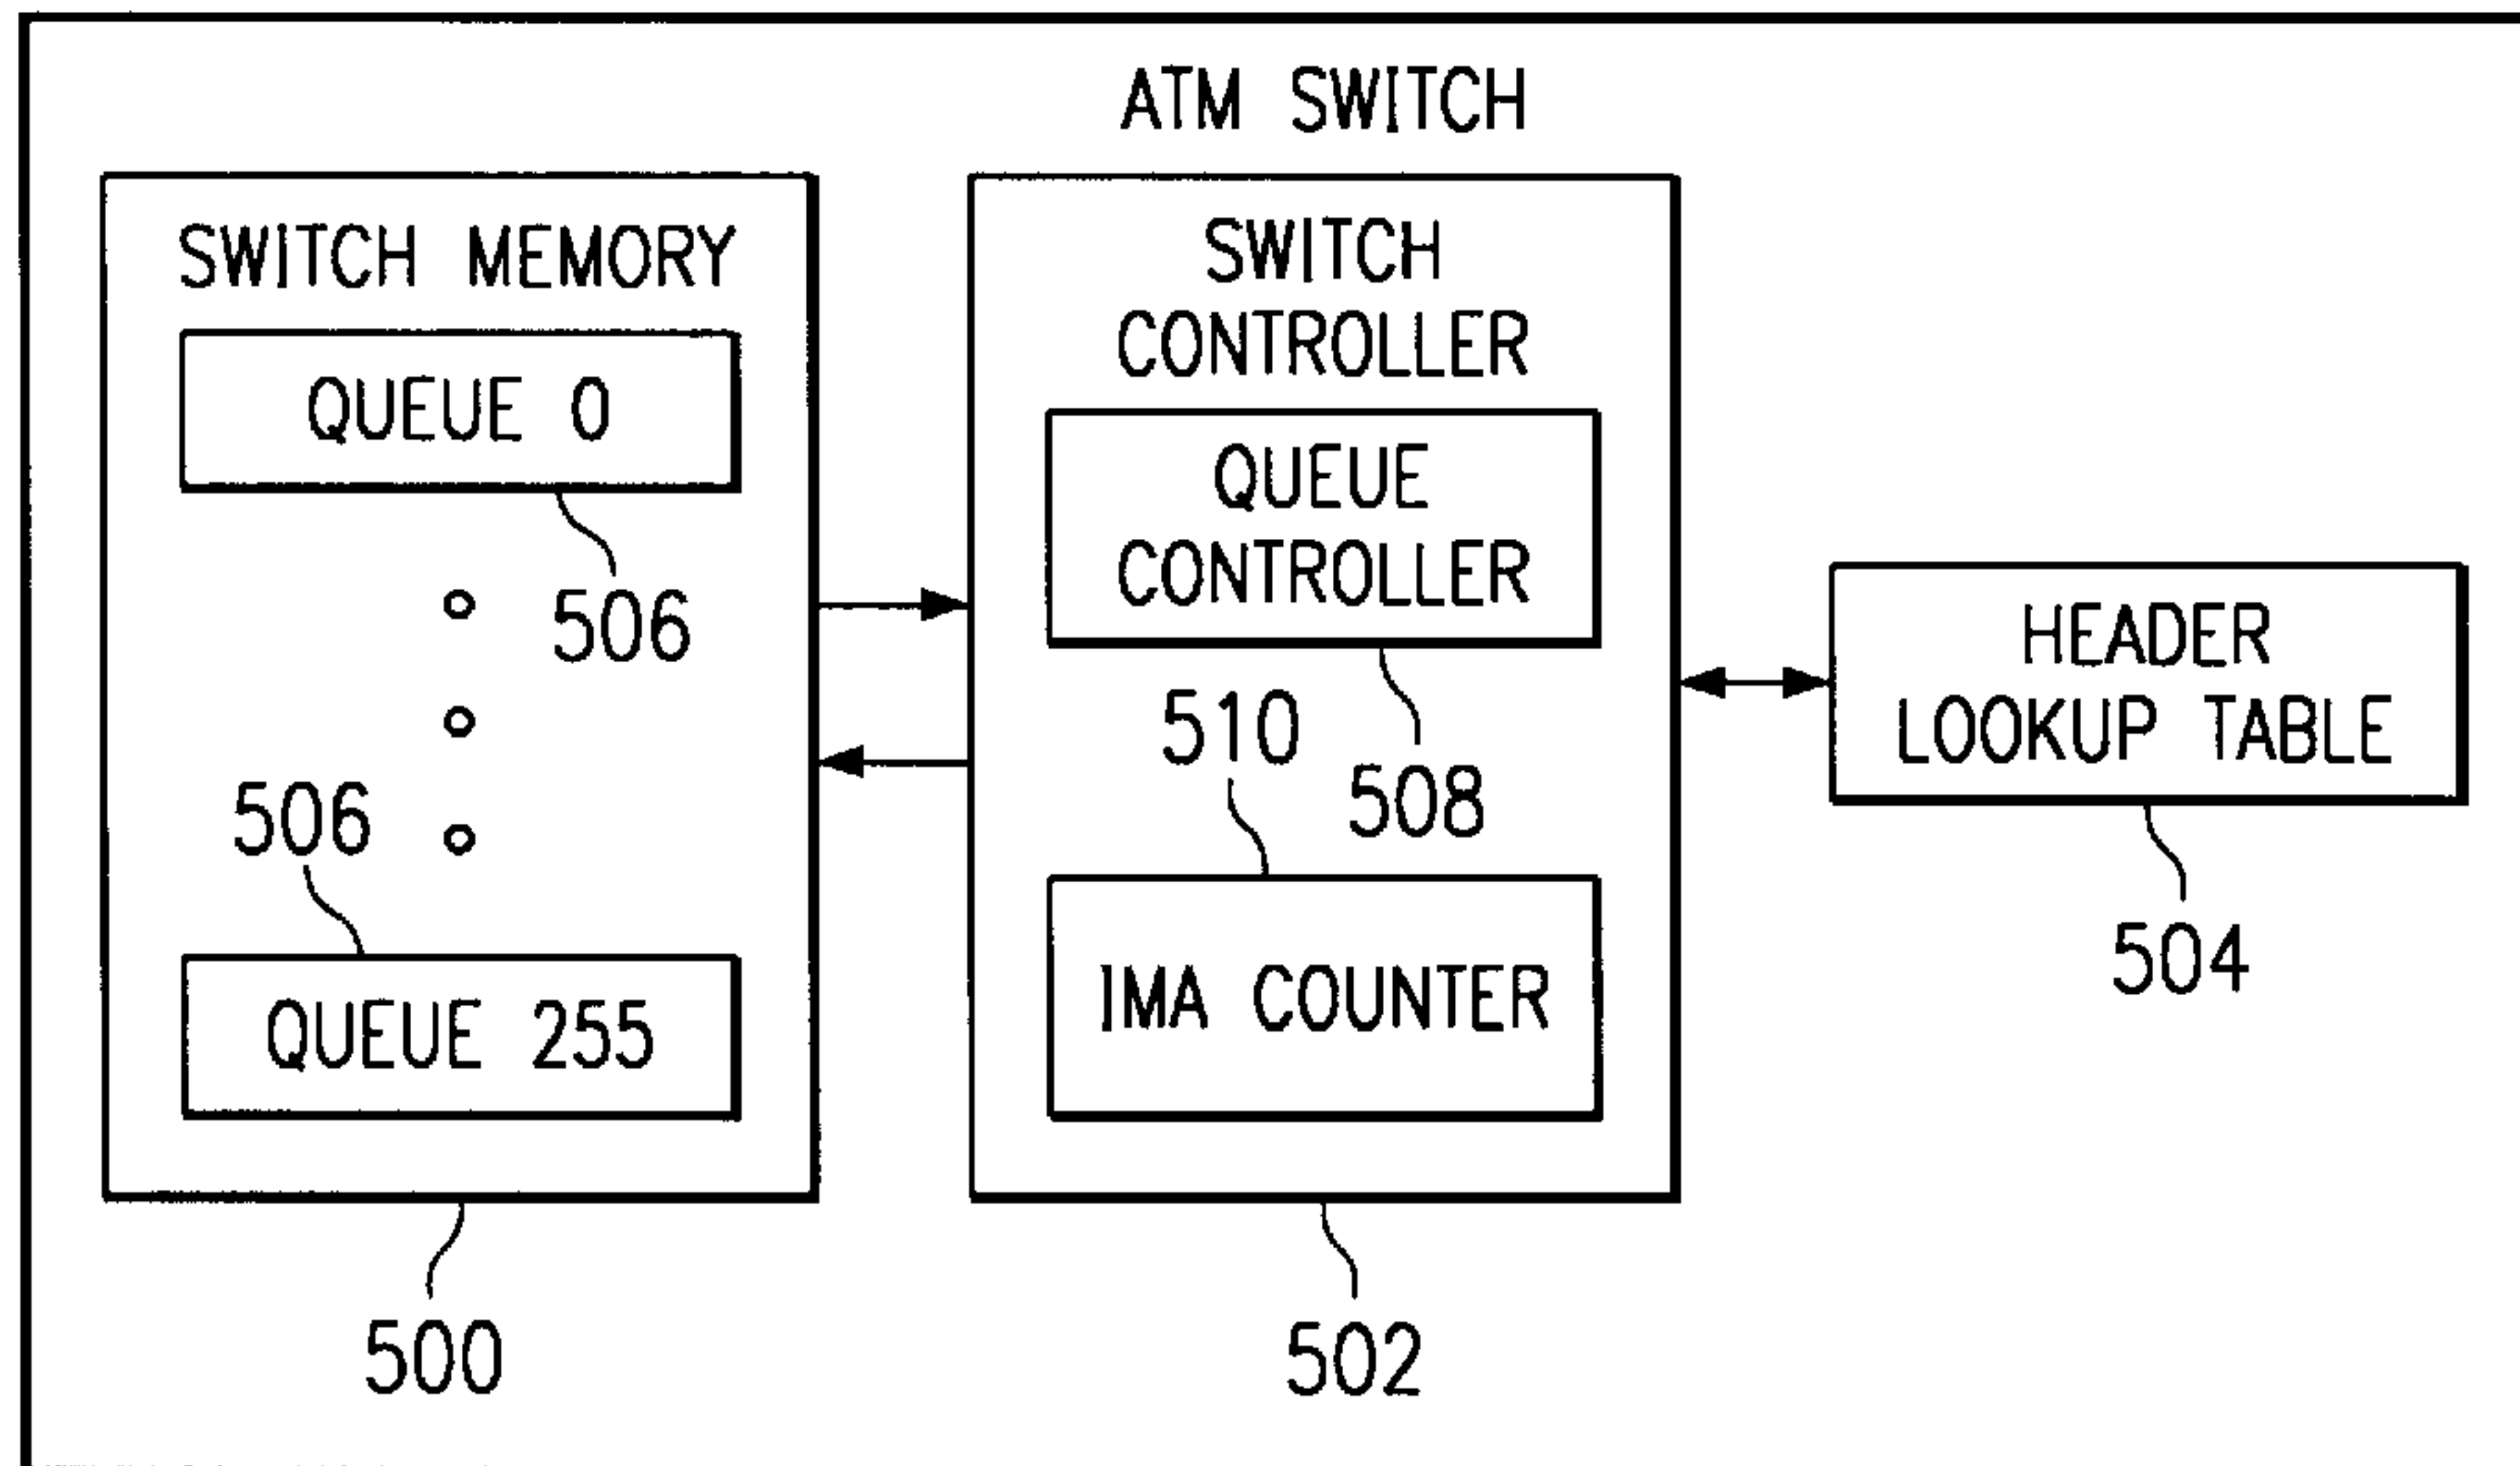 ATM SWITCH
SWITCH MEMORY
QUEUE 0
506
506
QUEUE 255
500
SWITCH
CONTROLLER
QUEUE
CONTROLLER
508
510
IMA COUNTER
502
HEADER
LOOKUP TABLE
504